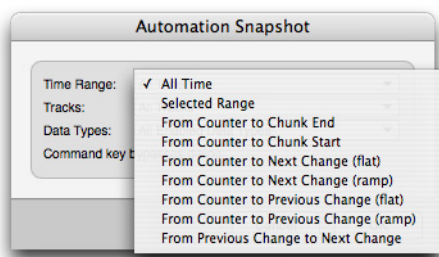 Automation Snapshot
Time Range: ✓ All Time
Tracks: Selected Range
Data Types: From Counter to Chunk End
From Counter to Chunk Start
Command key b
From Counter to Next Change (flat)
From Counter to Next Change (ramp)
From Counter to Previous Change (flat)
From Counter to Previous Change (ramp)
From Previous Change to Next Change